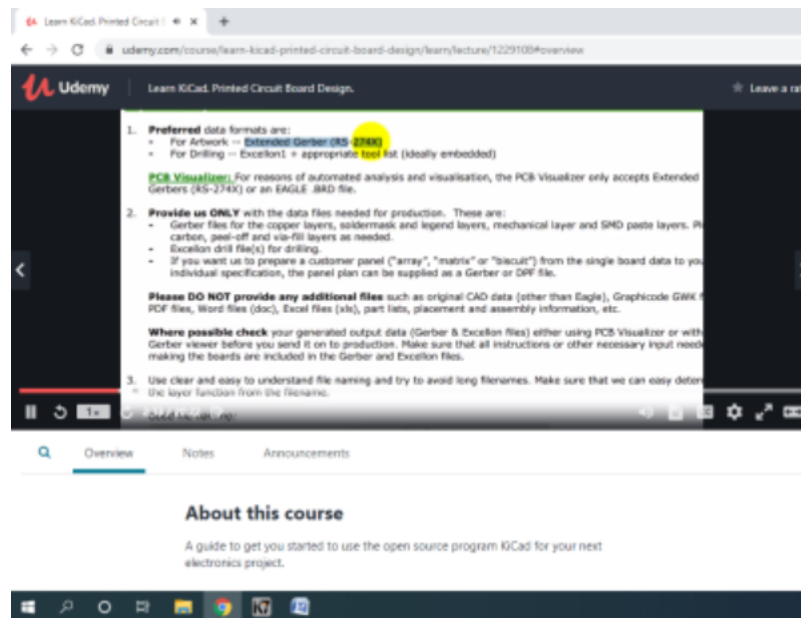 Learn KiCad. Printed Circuit
udemy.com/course/learn-kicad-printed-circuit-board-design/learn/lecture/1229108#overview
Udemy
Learn KiCad. Printed Circuit Board Design.
Leave a rat
1. Preferred data formats are:
- For Artwork -- Extended Gerber (RS-274X)
- For Drilling -- Excellon1 + appropriate tool list (ideally embedded)
PCB Visualizer: For reasons of automated analysis and visualisation, the PCB Visualizer only accepts Extended
Gerbers (RS-274X) or an EAGLE .BRD file.
2. Provide us ONLY with the data files needed for production. These are:
- Gerber files for the copper layers, soldermask and legend layers, mechanical layer and SMD paste layers. Pl
carbon, peel-off and via-fill layers as needed.
- Excellon drill file(s) for drilling.
- If you want us to prepare a customer panel ("array", "matrix" or "biscuit") from the single board data to you
individual specification, the panel plan can be supplied as a Gerber or DPF file.
Please DO NOT provide any additional files such as original CAD data (other than Eagle), Graphicode GWK f
PDF files, Word files (doc), Excel files (xls), part lists, placement and assembly information, etc.
Where possible check your generated output data (Gerber & Excellon files) either using PCB Visualizer or with
Gerber viewer before you send it on to production. Make sure that all instructions or other necessary input need
making the boards are included in the Gerber and Excellon files.
3. Use clear and easy to understand file naming and try to avoid long filenames. Make sure that we can easy deter
the layer function from the filename.
1x
Overview
Notes
Announcements
About this course
A guide to get you started to use the open source program KiCad for your next
electronics project.